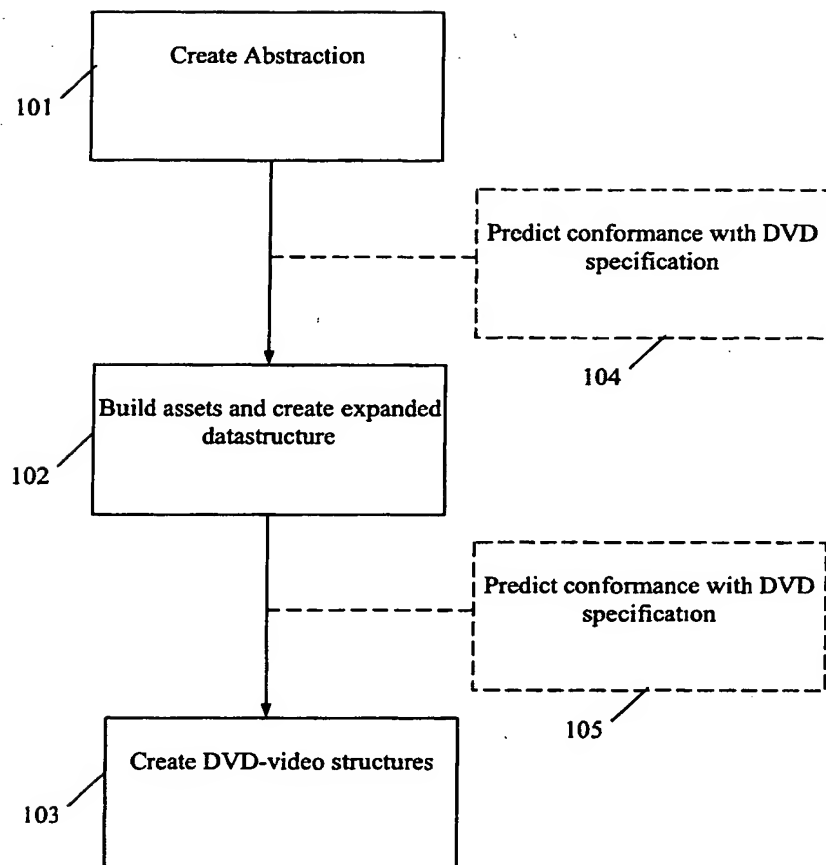 Create Abstraction
101
Predict conformance with DVD
specification
104
Build assets and create expanded
datastructure
102
Predict conformance with DVD
specification
105
Create DVD-video structures
103